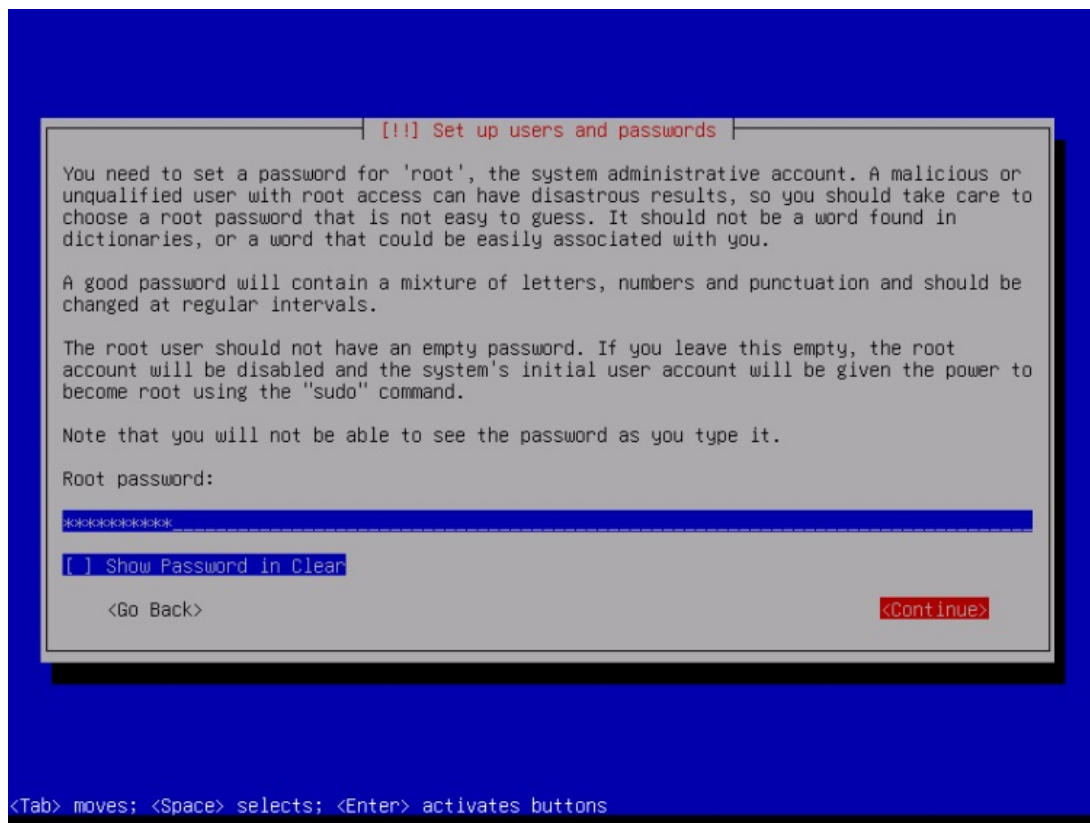 [!!] Set up users and passwords
You need to set a password for 'root', the system administrative account. A malicious or
unqualified user with root access can have disastrous results, so you should take care to
choose a root password that is not easy to guess. It should not be a word found in
dictionaries, or a word that could be easily associated with you.
A good password will contain a mixture of letters, numbers and punctuation and should be
changed at regular intervals.
The root user should not have an empty password. If you leave this empty, the root
account will be disabled and the system's initial user account will be given the power to
become root using the "sudo" command.
Note that you will not be able to see the password as you type it.
Root password:
**********
[ ] Show Password in Clear
<Go Back> <Continue>
<Tab> moves; <Space> selects; <Enter> activates buttons